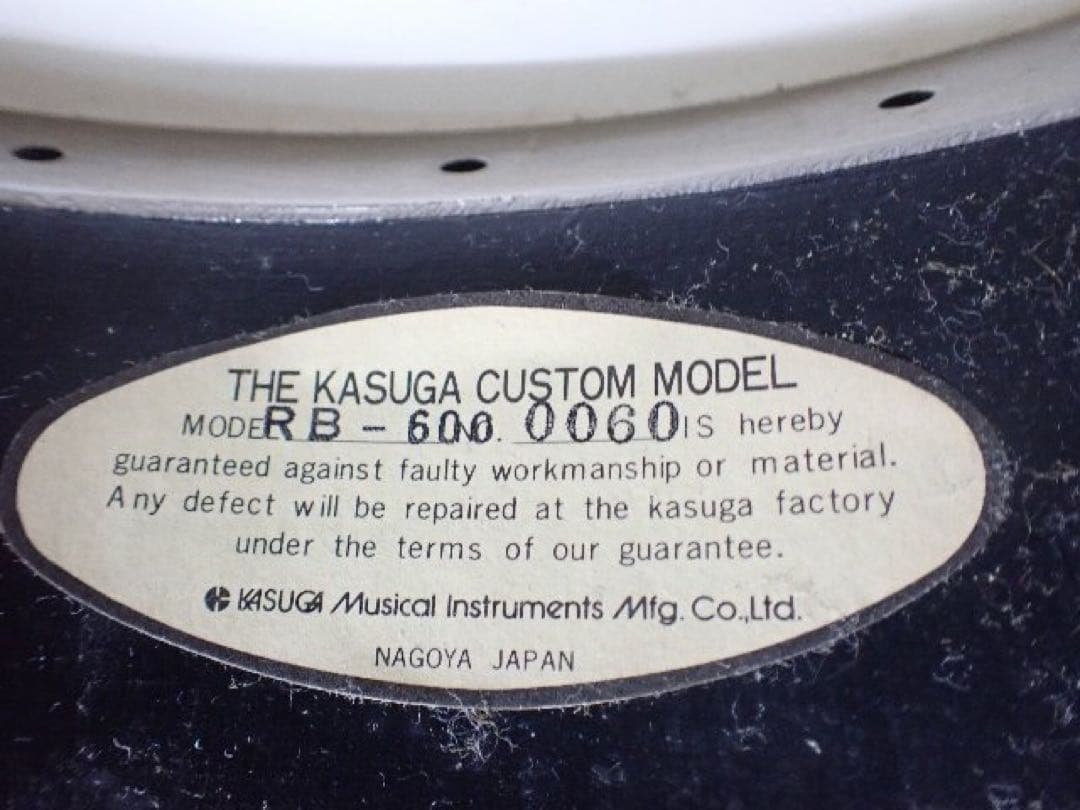 THE KASUGA CUSTOM MODEL
MODEL RB-600 No. 0060 IS hereby
guaranteed against faulty workmanship or material.
Any defect will be repaired at the kasuga factory
under the terms of our guarantee.
KASUGA Musical Instruments Mfg. Co.,Ltd.
NAGOYA JAPAN